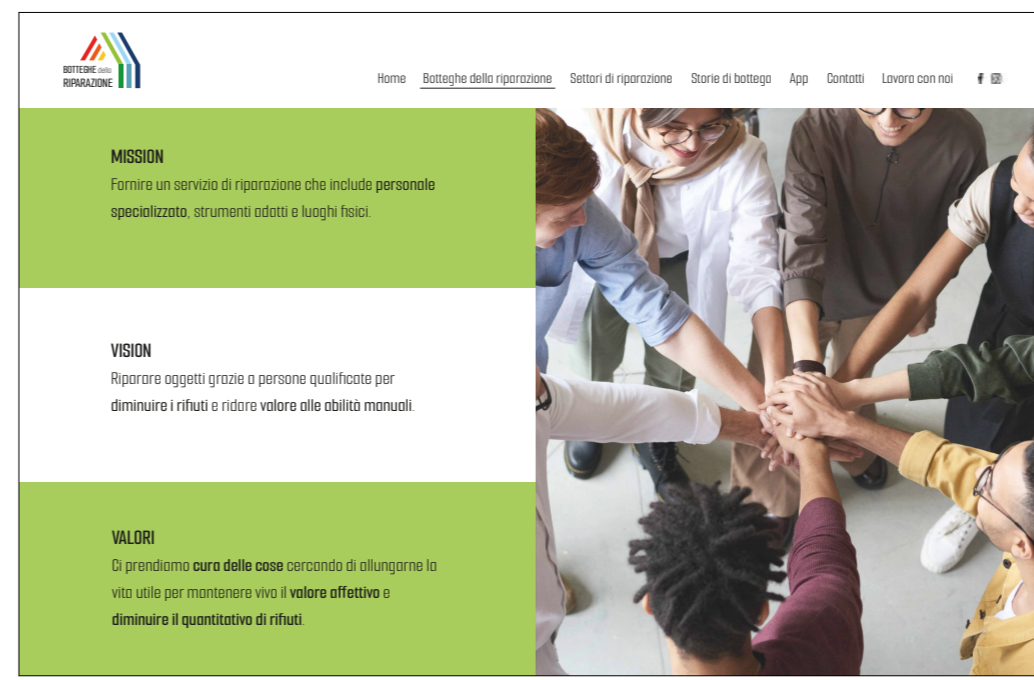 BOTTEGHE della
RIPARAZIONE
Home Botteghe della riparazione Settori di riparazione Storie di bottega App Contatti Lavora con noi
MISSION
Fornire un servizio di riparazione che include personale
specializzato, strumenti adatti e luoghi fisici.
VISION
Riparare oggetti grazie a persone qualificate per
diminuire i rifiuti e ridare valore alle abilità manuali.
VALORI
Ci prendiamo cura delle cose cercando di allungarne la
vita utile per mantenere vivo il valore affettivo e
diminuire il quantitativo di rifiuti.